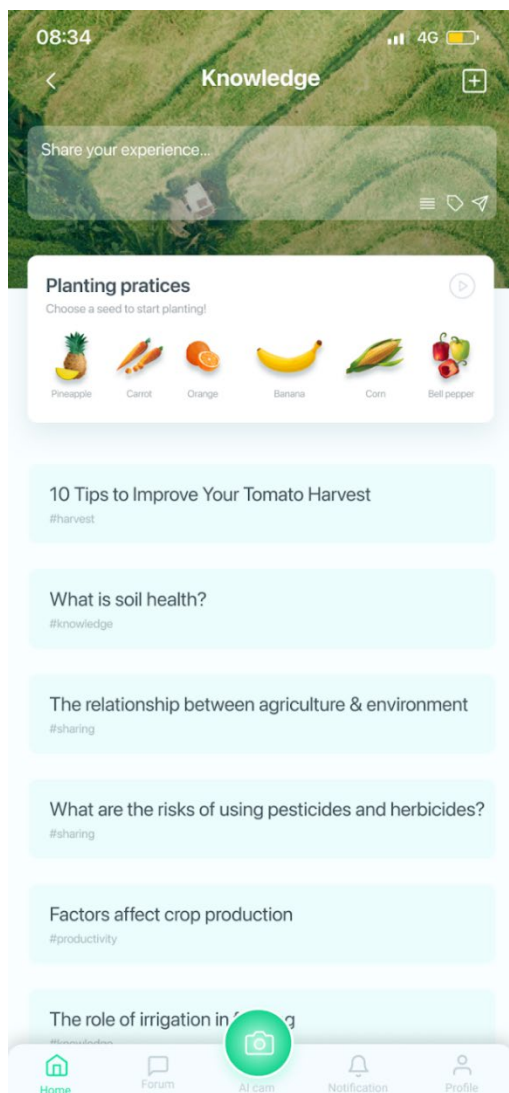 08:34
4G
Knowledge
Share your experience...
Planting pratices
Choose a seed to start planting!
Pineapple Carrot Orange Banana Corn Bell pepper
10 Tips to Improve Your Tomato Harvest
#harvest
What is soil health?
#knowledge
The relationship between agriculture & environment
#sharing
What are the risks of using pesticides and herbicides?
#sharing
Factors affect crop production
#productivity
The role of irrigation in
#knowledge
Home Forum AI cam Notification Profile